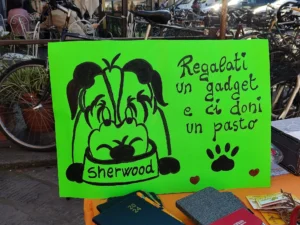 Regalati
un gadget
e ci doni
un pasto
sherwood